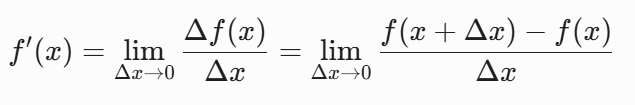 f′(x) = lim_{Δx→0} Δf(x)/Δx = lim_{Δx→0} (f(x + Δx) − f(x))/Δx